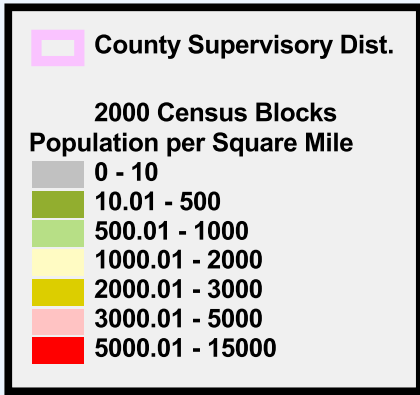 County Supervisory Dist.
2000 Census Blocks
Population per Square Mile
0 - 10
10.01 - 500
500.01 - 1000
1000.01 - 2000
2000.01 - 3000
3000.01 - 5000
5000.01 - 15000